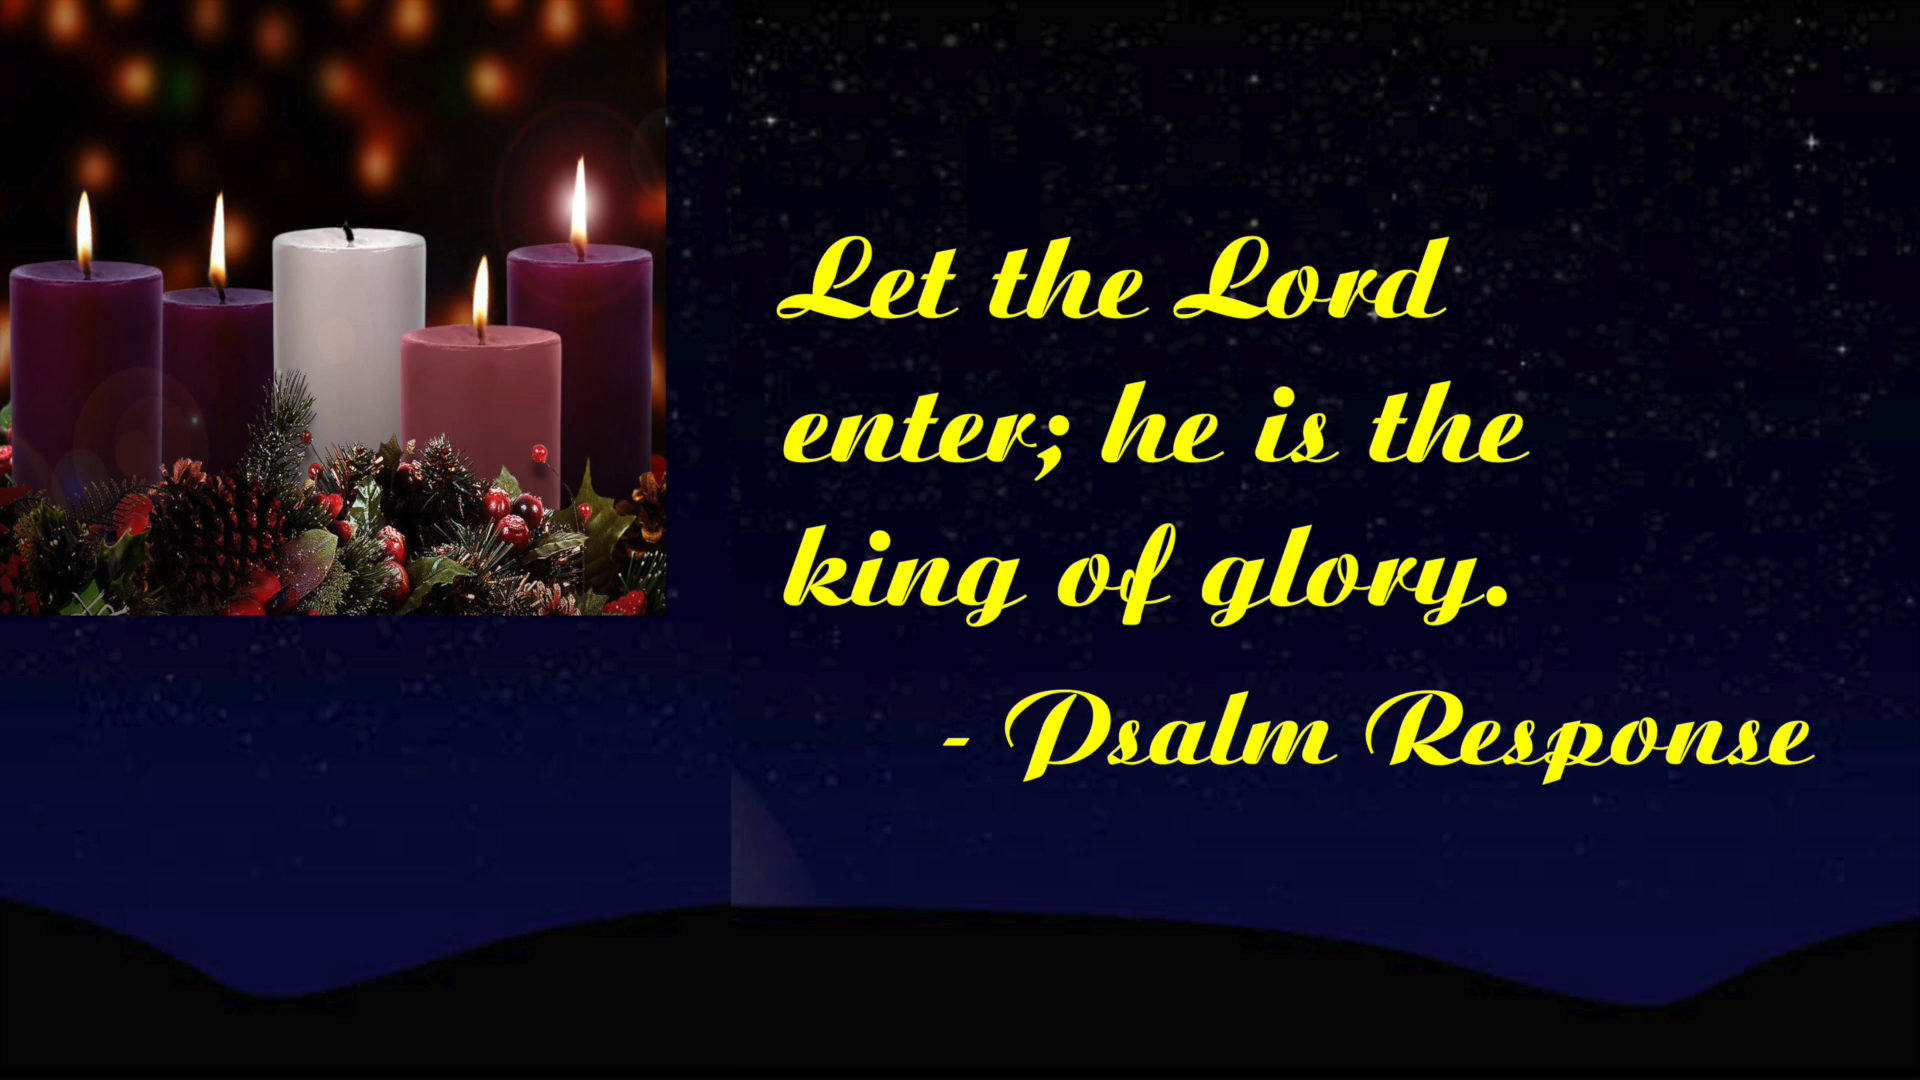 Let the Lord
enter; he is the
king of glory.
- Psalm Response